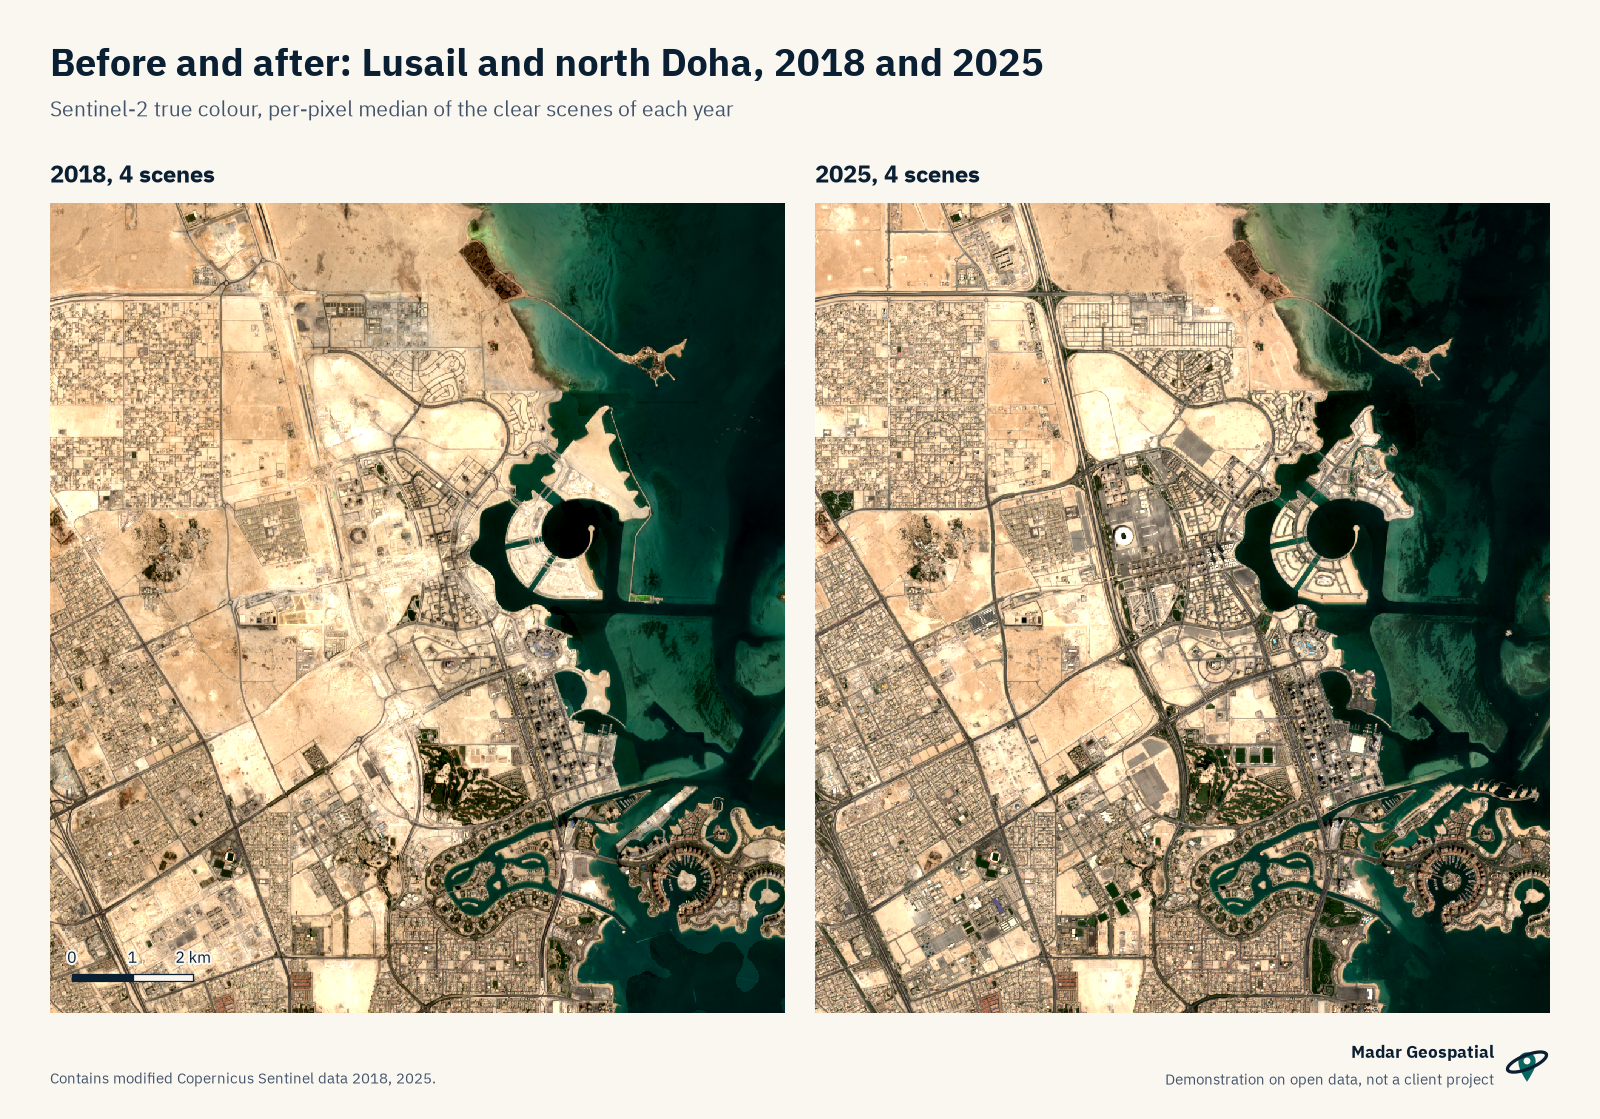 Before and after: Lusail and north Doha, 2018 and 2025
Sentinel-2 true colour, per-pixel median of the clear scenes of each year
2018, 4 scenes
2025, 4 scenes
0 1 2 km
Contains modified Copernicus Sentinel data 2018, 2025.
Madar Geospatial
Demonstration on open data, not a client project